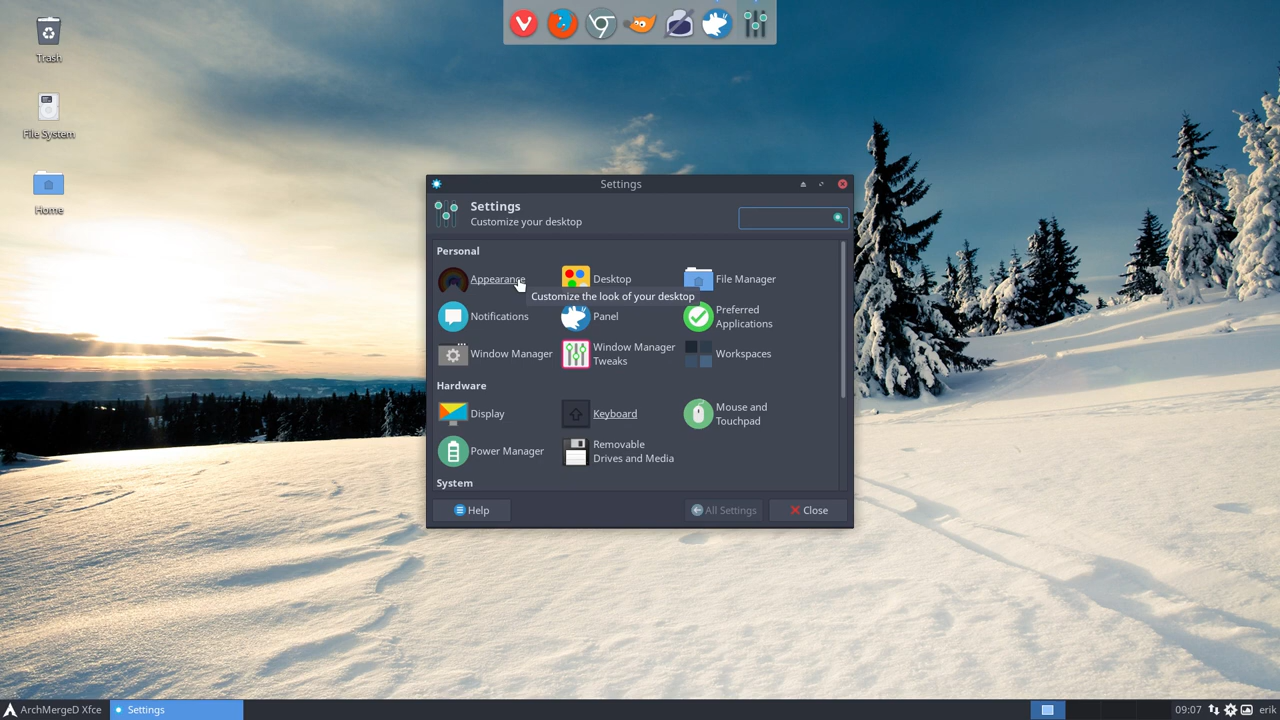 Trash
File System
Home
Settings
Settings
Customize your desktop
Personal
Appearance
Desktop
File Manager
Customize the look of your desktop
Notifications
Panel
Preferred
Applications
Window Manager
Window Manager
Tweaks
Workspaces
Hardware
Display
Keyboard
Mouse and
Touchpad
Power Manager
Removable
Drives and Media
System
Help
All Settings
Close
ArchMergeD Xfce
Settings
09:07
erik